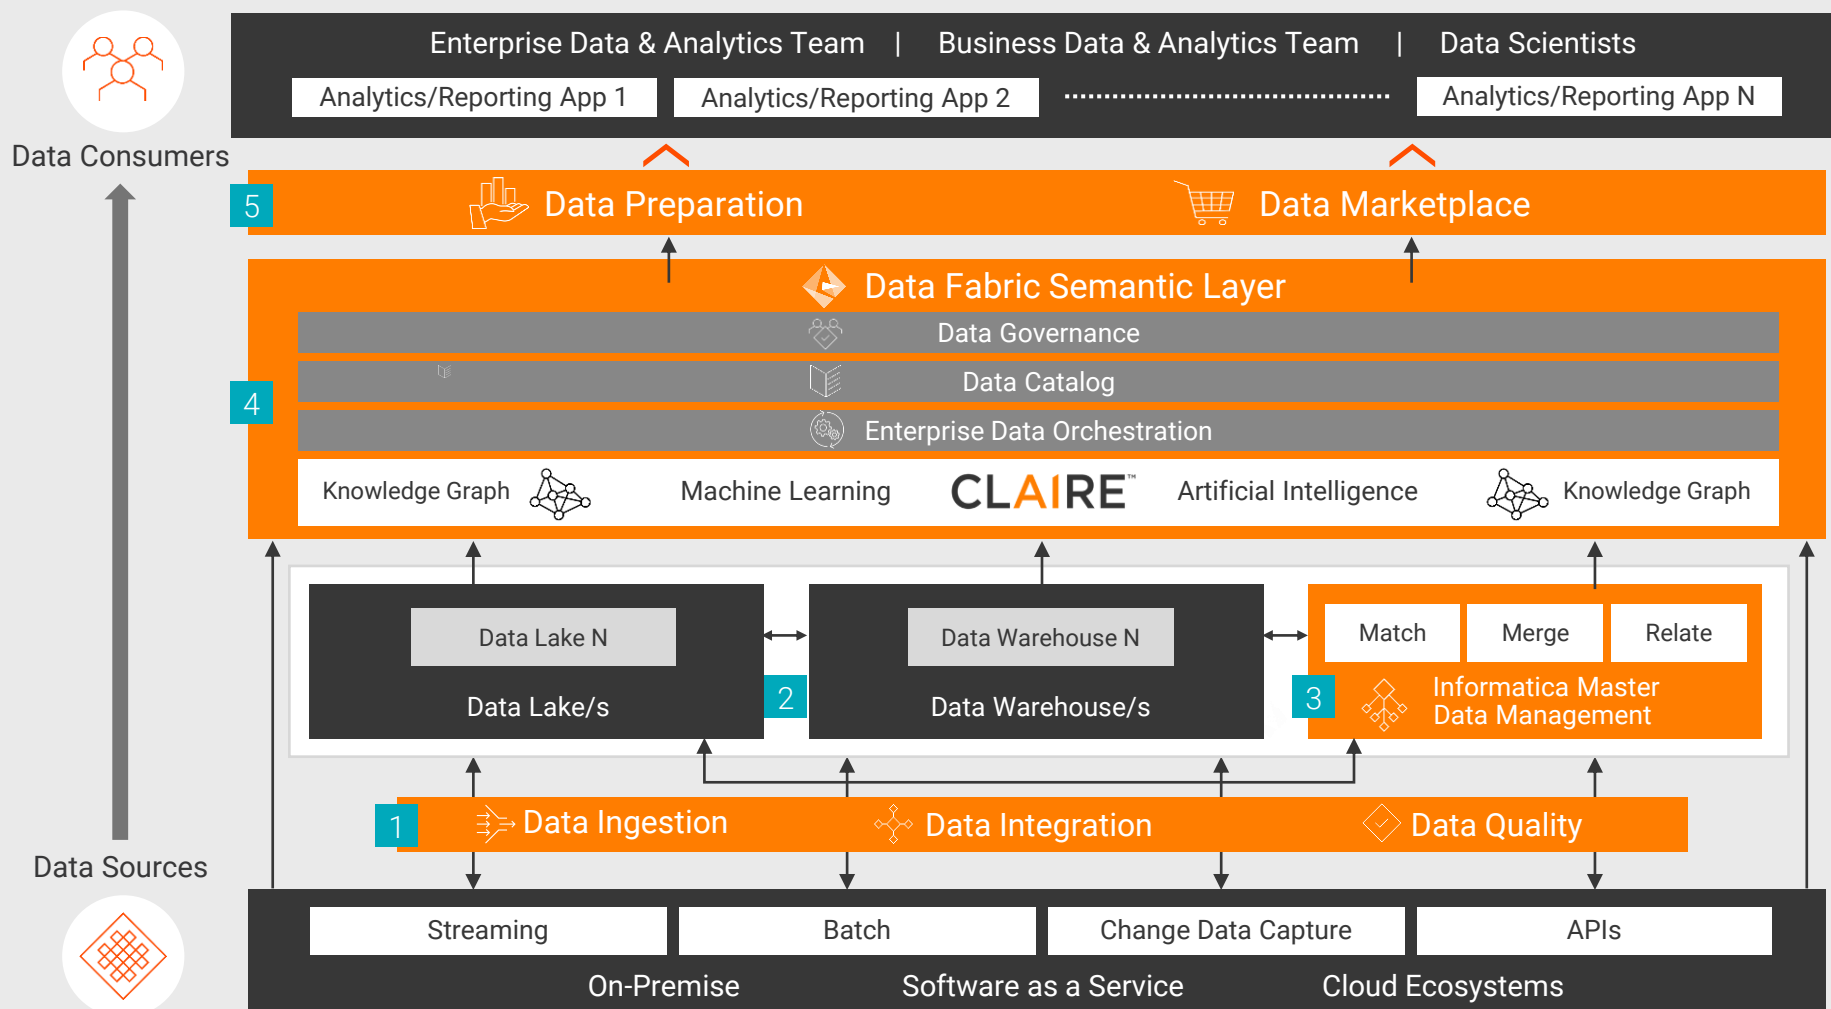 Enterprise Data & Analytics Team | Business Data & Analytics Team | Data Scientists
Analytics/Reporting App 1
Analytics/Reporting App 2
Analytics/Reporting App N
Data Consumers
5
Data Preparation
Data Marketplace
Data Fabric Semantic Layer
Data Governance
4
Data Catalog
Enterprise Data Orchestration
Knowledge Graph
Machine Learning
CLAIRE™
Artificial Intelligence
Knowledge Graph
Data Lake N
Data Lake/s
2
Data Warehouse N
Data Warehouse/s
3
Match
Merge
Relate
Informatica Master
Data Management
1
Data Ingestion
Data Integration
Data Quality
Data Sources
Streaming
Batch
Change Data Capture
APIs
On-Premise
Software as a Service
Cloud Ecosystems